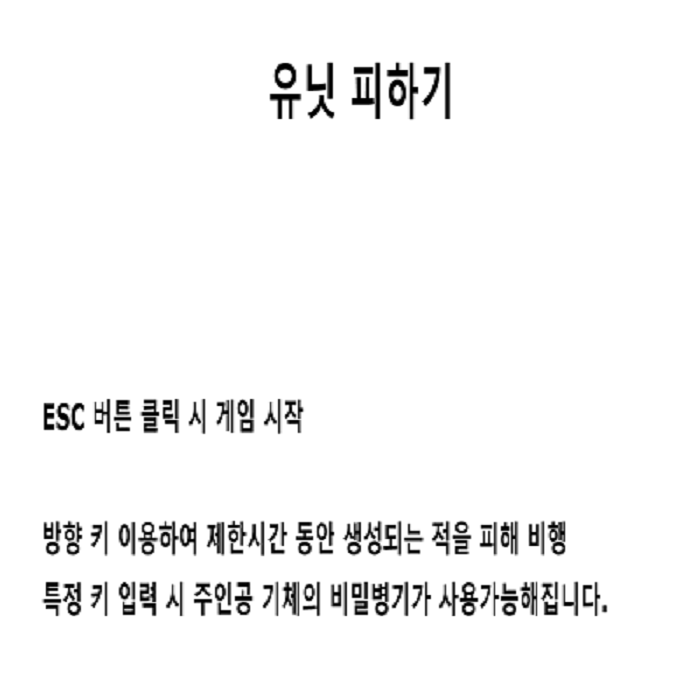 유닛 피하기
ESC 버튼 클릭 시 게임 시작
방향 키 이용하여 제한시간 동안 생성되는 적을 피해 비행
특정 키 입력 시 주인공 기체의 비밀병기가 사용가능해집니다.